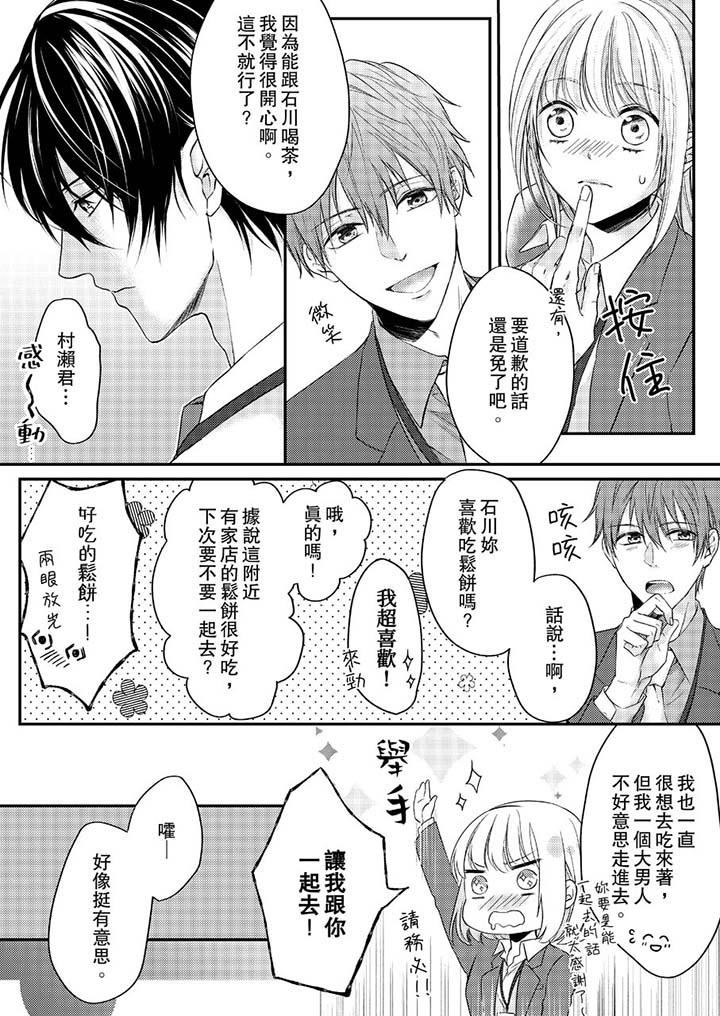 按住
還有，
要道歉的話
還是免了吧。
微笑
因為能跟石川喝茶，
我覺得很開心啊。
這不就行了？
村瀨君…
感～～動…
咳咳
話說…啊，
石川妳
喜歡吃鬆餅嗎？
我超喜歡！
來勁
哦，
真的嗎！
據說這附近
有家店的鬆餅很好吃，
下次要不要一起去？
好吃的鬆餅…！
兩眼放光
我也一直
很想去吃來著，
但我一個大男人
不好意思走進去。
妳要是能
一起去的話
就太感謝了…
舉手
請務必!!
讓我跟你
一起去！
嚯—
好像挺有意思。